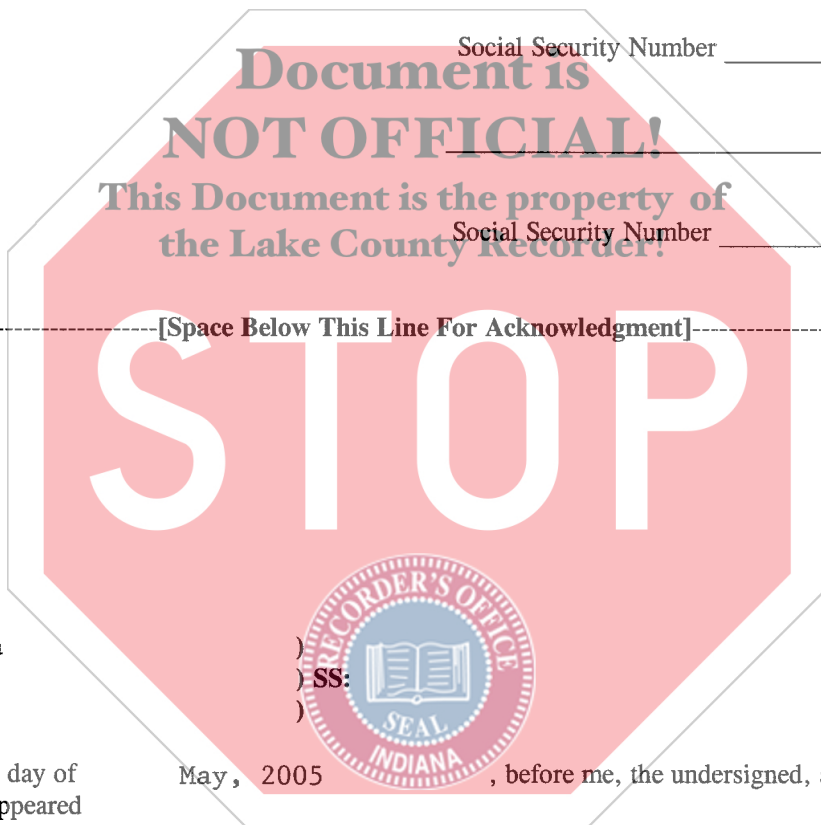 Social Security Number
Document is
NOT OFFICIAL!
This Document is the property of
the Lake County Recorder!
Social Security Number
[Space Below This Line For Acknowledgment]
STOP
)
) SS:
)
RECORDER'S OFFICE
SEAL
INDIANA
day of May, 2005 , before me, the undersigned,
appeared